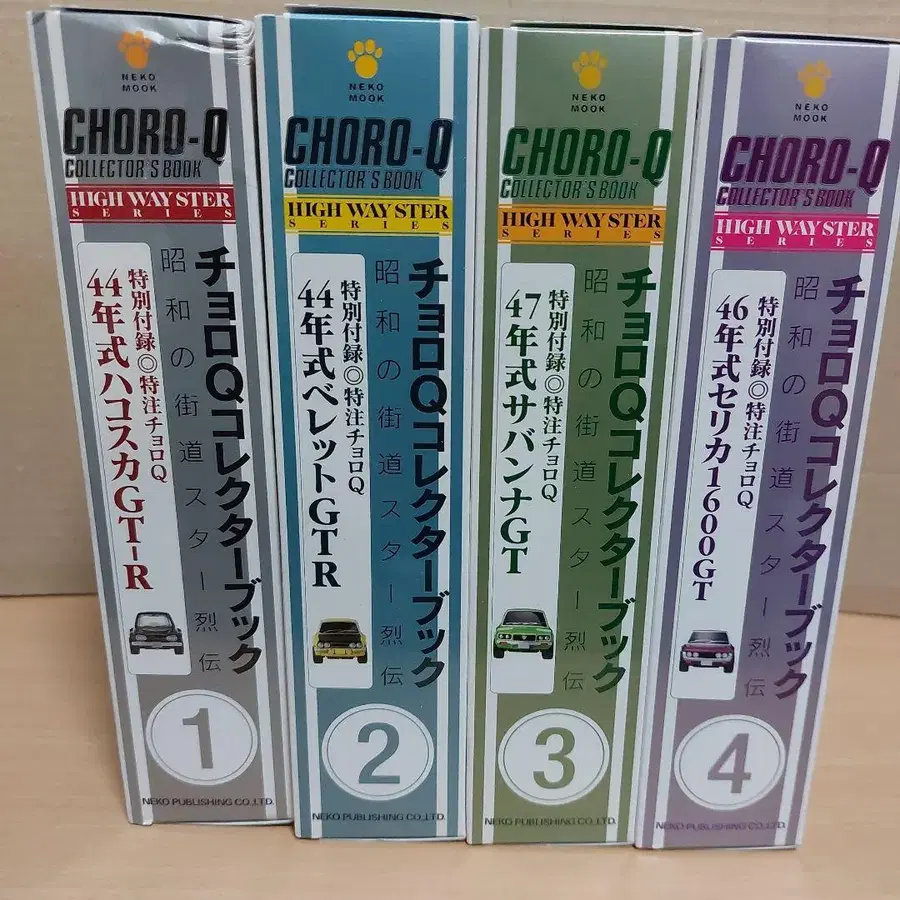 NEKO
MOOK
CHORO-Q
COLLECTOR'S BOOK
HIGH WAY STER
SERIES
チョロQコレクターブック
昭和の街道スター烈伝
特別付録◎特注チョロQ
44年式ハコスカGT-R
1
NEKO PUBLISHING CO.,LTD.
NEKO
MOOK
CHORO-Q
COLLECTOR'S BOOK
HIGH WAY STER
SERIES
チョロQコレクターブック
昭和の街道スター烈伝
特別付録◎特注チョロQ
44年式ベレットGTR
2
NEKO PUBLISHING CO.,LTD.
NEKO
MOOK
CHORO-Q
COLLECTOR'S BOOK
HIGH WAY STER
SERIES
チョロQコレクターブック
昭和の街道スター烈伝
特別付録◎特注チョロQ
47年式サバンナGT
3
NEKO PUBLISHING CO.,LTD.
NEKO
MOOK
CHORO-Q
COLLECTOR'S BOOK
HIGH WAY STER
SERIES
チョロQコレクターブック
昭和の街道スター烈伝
特別付録◎特注チョロQ
46年式セリカ1600GT
4
NEKO PUBLISHING CO.,LTD.